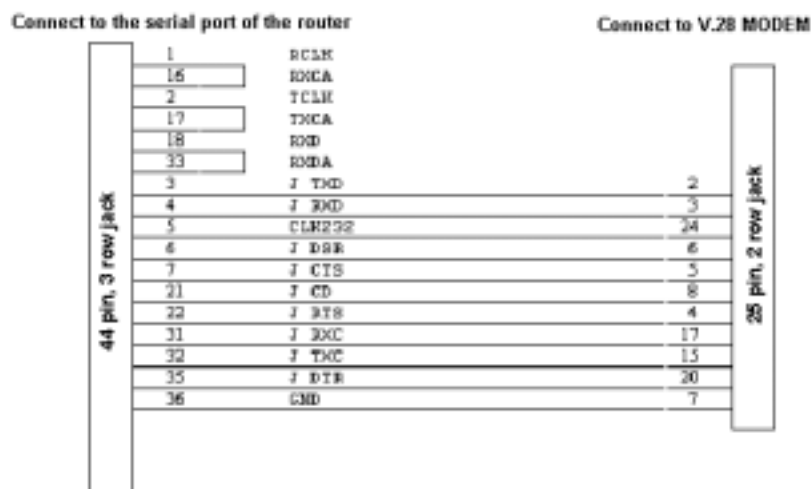 Connect to the serial port of the router
Connect to V.28 MODEM
44 pin, 3 row jack
25 pin, 2 row jack
1 RCLK
16 RXCA
2 TCLK
17 TXCA
18 RXD
33 RXDA
3 J TXD 2
4 J RXD 3
5 CLK232 24
6 J DSR 6
7 J CTS 5
21 J CD 8
22 J RTS 4
31 J RXC 17
32 J TXC 15
35 J DTR 20
36 GND 7